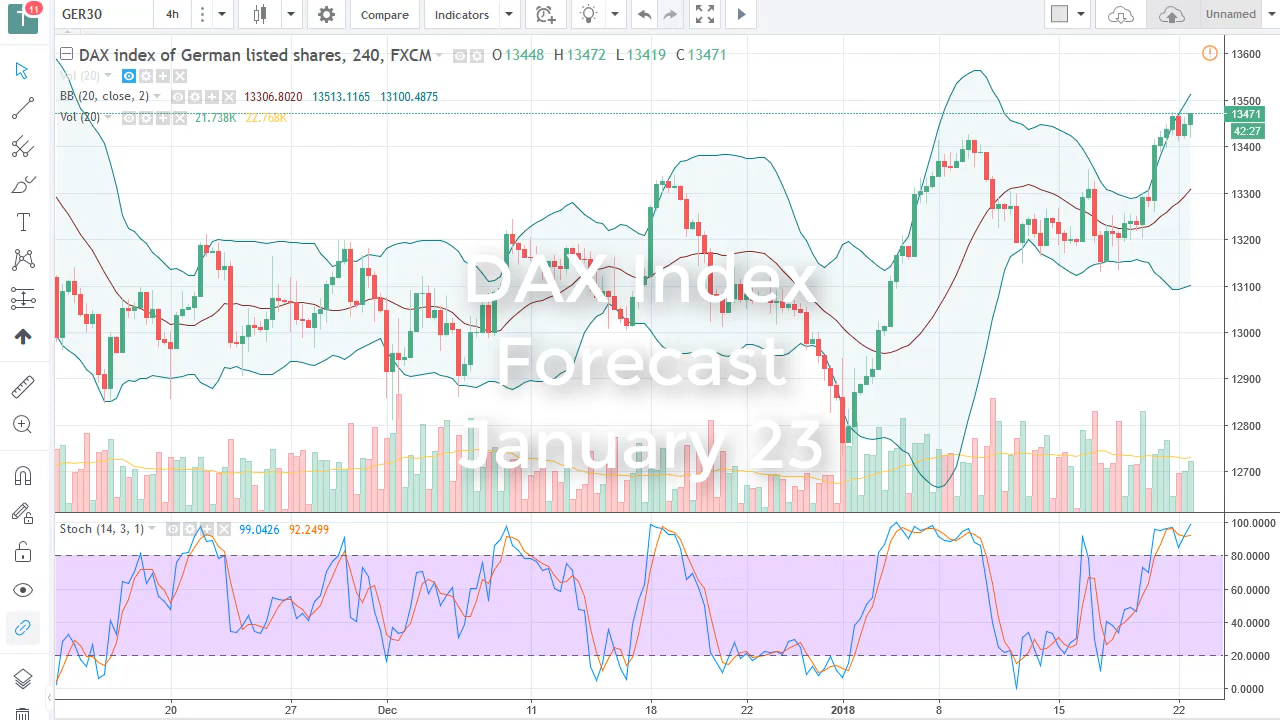 T 11 GER30 4h Compare Indicators Unnamed
DAX index of German listed shares, 240, FXCM O13448 H13472 L13419 C13471
Vol (20)
BB (20, close, 2) 13306.8020 13513.1165 13100.4875
Vol (20) 21.738K 22.768K
13600
13500
13471
42:27
13400
13300
13200
13100
13000
12900
12800
12700
DAX Index
Forecast
January 23
Stoch (14, 3, 1) 99.0426 92.2499
100.0000
80.0000
60.0000
40.0000
20.0000
0.0000
20 27 Dec 11 18 22 2018 8 15 22